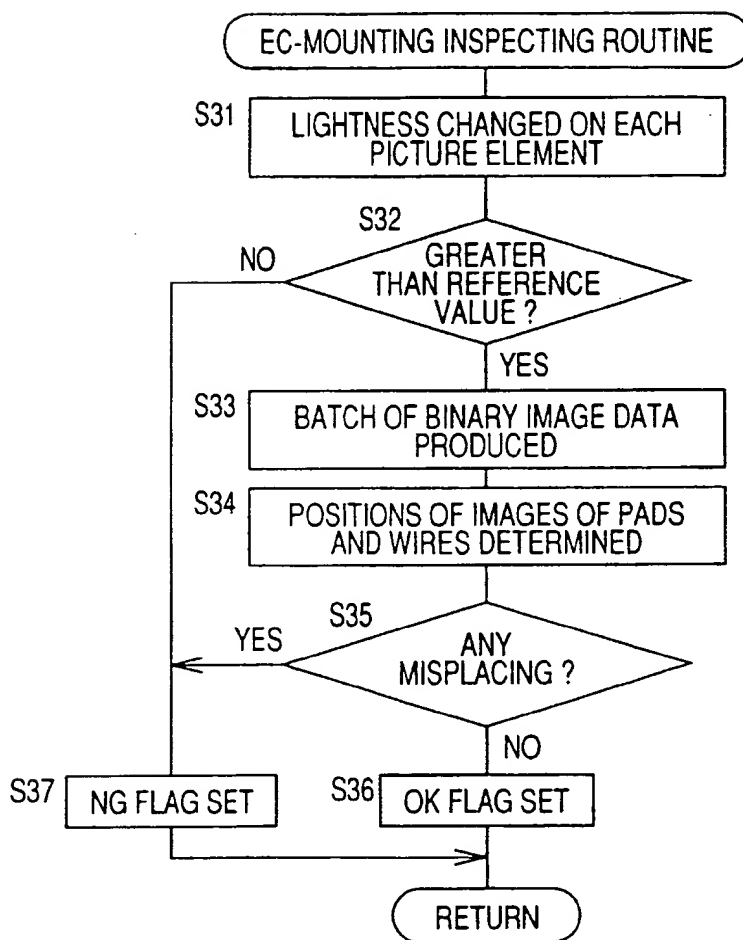 EC-MOUNTING INSPECTING ROUTINE
S31
LIGHTNESS CHANGED ON EACH
PICTURE ELEMENT
S32
GREATER
THAN REFERENCE
VALUE ?
NO
YES
S33
BATCH OF BINARY IMAGE DATA
PRODUCED
S34
POSITIONS OF IMAGES OF PADS
AND WIRES DETERMINED
S35
YES
ANY
MISPLACING ?
NO
S37
NG FLAG SET
S36
OK FLAG SET
RETURN